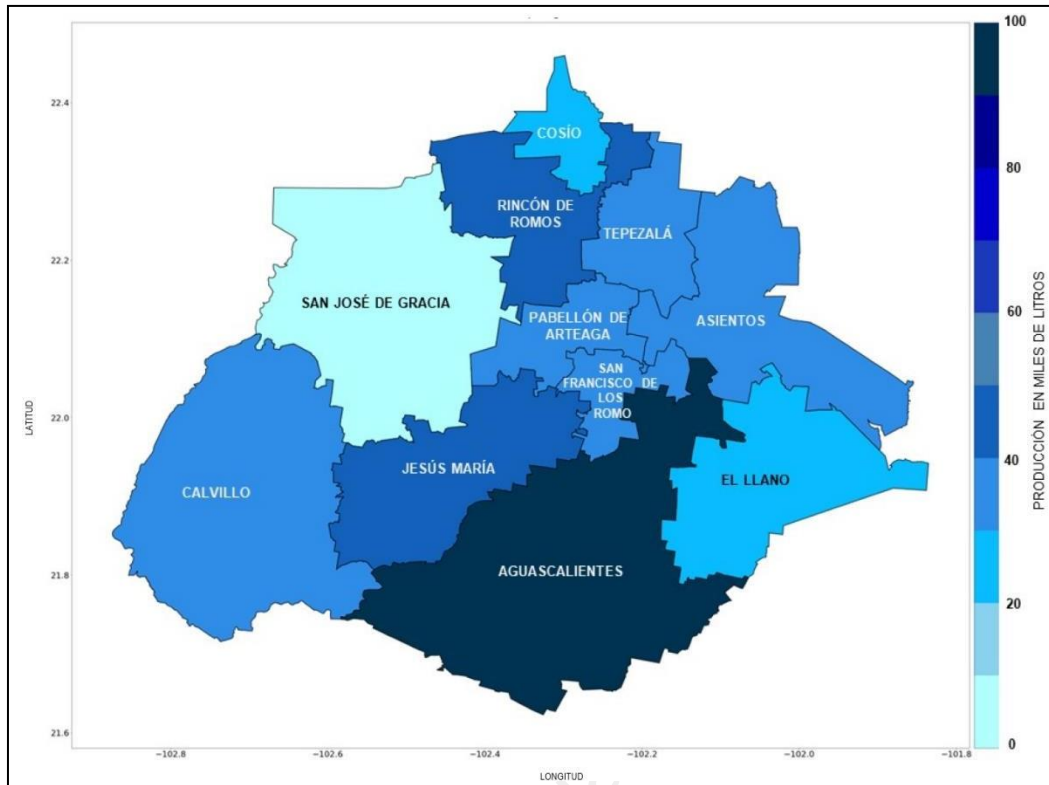 100
22.4
COSÍO
80
RINCÓN DE
ROMOS
TEPEZALÁ
22.2
SAN JOSÉ DE GRACIA
PABELLÓN DE
ARTEAGA
ASIENTOS
60
SAN
FRANCISCO DE
LOS
ROMO
22.0
LATITUD
JESÚS MARÍA
CALVILLO
EL LLANO
40
PRODUCCIÓN EN MILES DE LITROS
AGUASCALIENTES
21.8
20
21.6
0
−102.8
−102.6
−102.4
−102.2
−102.0
−101.8
LONGITUD